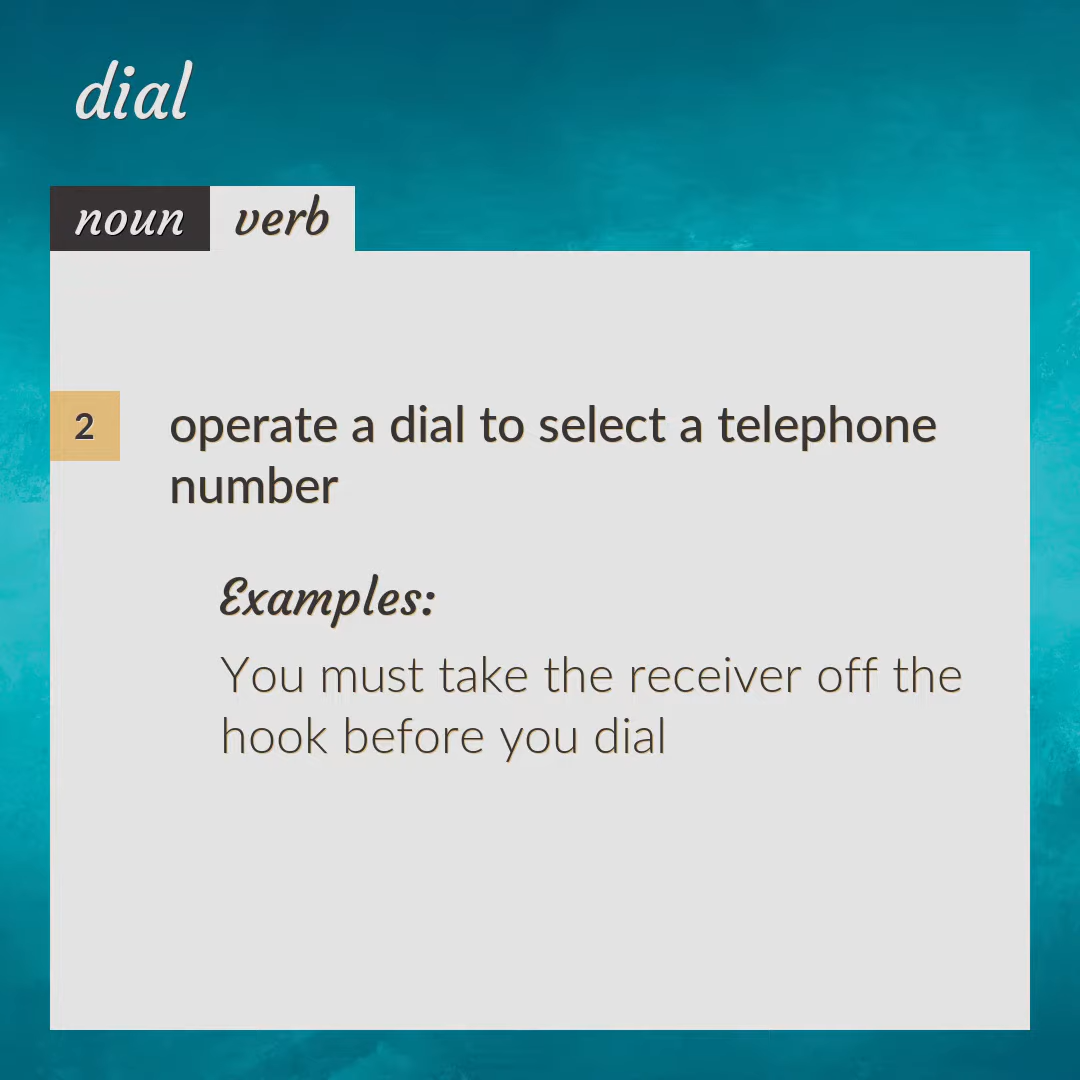 dial
noun verb
2 operate a dial to select a telephone
number
Examples:
You must take the receiver off the
hook before you dial